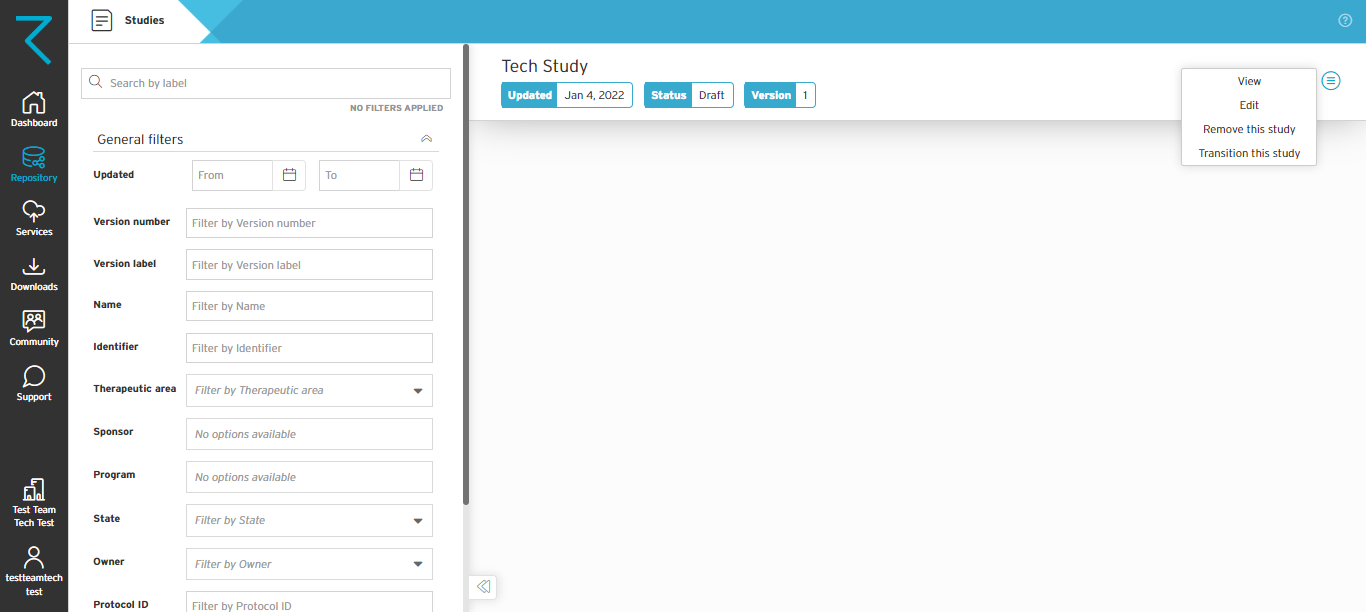 Studies
Dashboard
Repository
Services
Downloads
Community
Support
Test Team
Tech Test
testteamtech
test
Search by label
NO FILTERS APPLIED
General filters
Updated
From
To
Version number
Filter by Version number
Version label
Filter by Version label
Name
Filter by Name
Identifier
Filter by Identifier
Therapeutic area
Filter by Therapeutic area
Sponsor
No options available
Program
No options available
State
Filter by State
Owner
Filter by Owner
Protocol ID
Filter by Protocol ID
Tech Study
Updated Jan 4, 2022 Status Draft Version 1
View
Edit
Remove this study
Transition this study